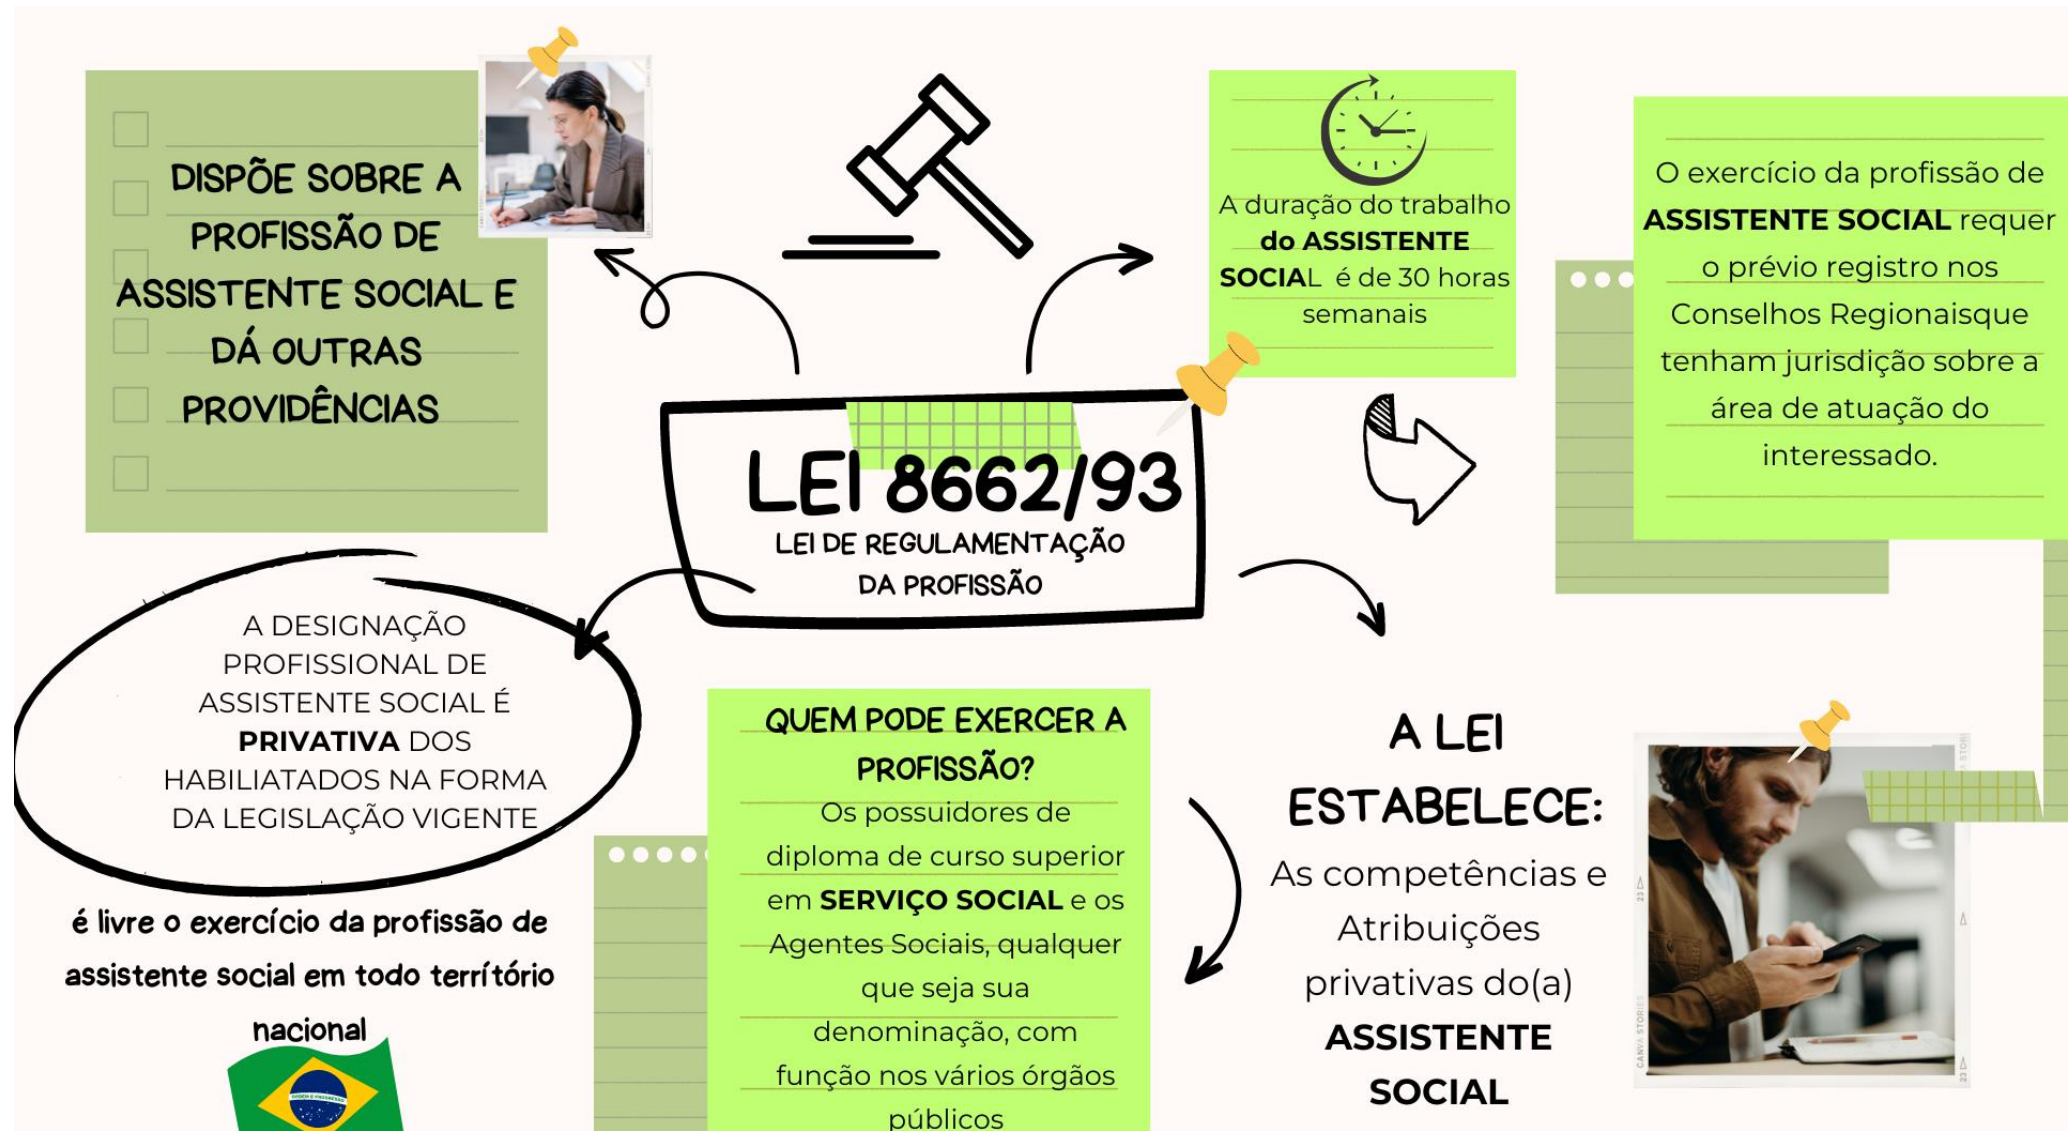 DISPÕE SOBRE A
PROFISSÃO DE
ASSISTENTE SOCIAL E
DÁ OUTRAS
PROVIDÊNCIAS
A duração do trabalho
do ASSISTENTE
SOCIAL é de 30 horas
semanais
O exercício da profissão de
ASSISTENTE SOCIAL requer
o prévio registro nos
Conselhos Regionaisque
tenham jurisdição sobre a
área de atuação do
interessado.
LEI 8662/93
LEI DE REGULAMENTAÇÃO
DA PROFISSÃO
A DESIGNAÇÃO
PROFISSIONAL DE
ASSISTENTE SOCIAL É
PRIVATIVA DOS
HABILIATADOS NA FORMA
DA LEGISLAÇÃO VIGENTE
é livre o exercício da profissão de
assistente social em todo território
nacional
QUEM PODE EXERCER A
PROFISSÃO?
Os possuidores de
diploma de curso superior
em SERVIÇO SOCIAL e os
Agentes Sociais, qualquer
que seja sua
denominação, com
função nos vários órgãos
públicos
A LEI
ESTABELECE:
As competências e
Atribuições
privativas do(a)
ASSISTENTE
SOCIAL
CANVA STORIES
23
23